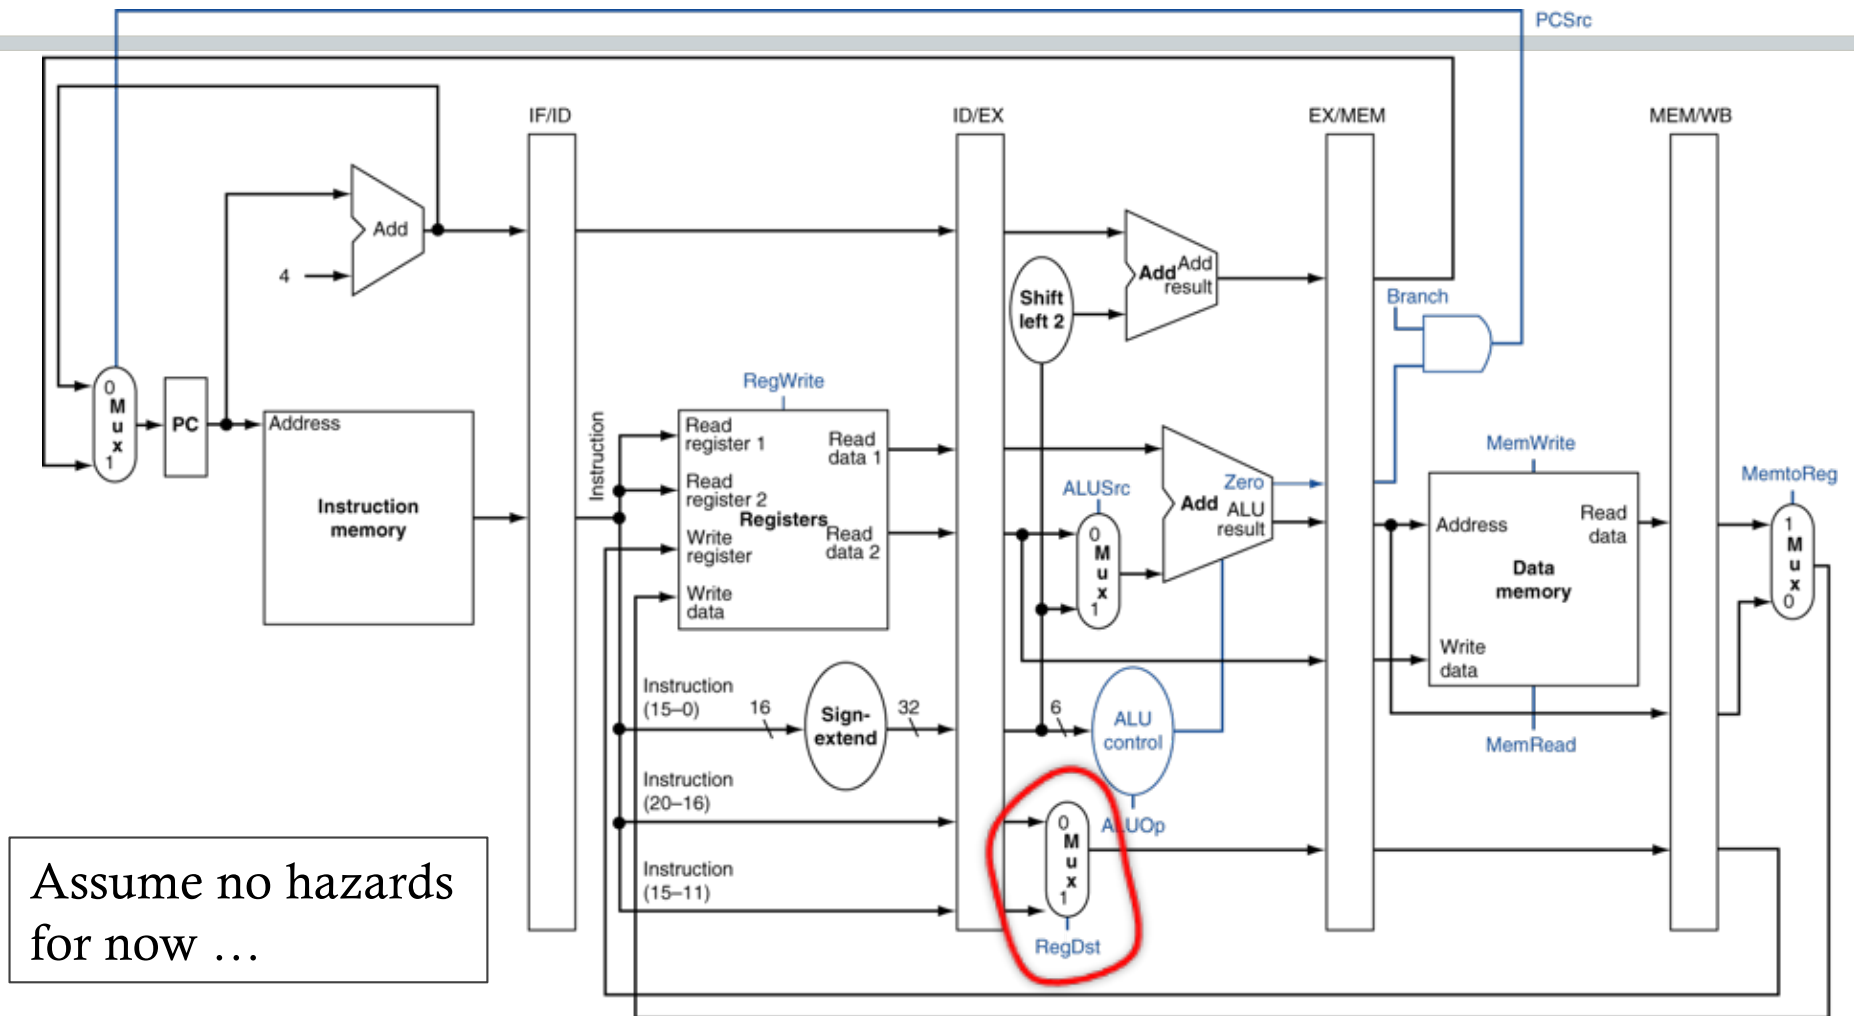 PCSrc
IF/ID
ID/EX
EX/MEM
MEM/WB
Add
4
Shift
left 2
Add
Add
result
Branch
0
M
u
x
1
PC
Address
Instruction
memory
Instruction
RegWrite
Read
register 1
Read
register 2
Write
register
Write
data
Registers
Read
data 1
Read
data 2
ALUSrc
0
M
u
x
1
Add
Zero
ALU
result
MemWrite
Address
Read
data
Data
memory
Write
data
MemRead
MemtoReg
1
M
u
x
0
Instruction
(15–0)
16
Sign-
extend
32
6
ALU
control
ALUOp
Instruction
(20–16)
Instruction
(15–11)
0
M
u
x
1
RegDst
Assume no hazards
for now …